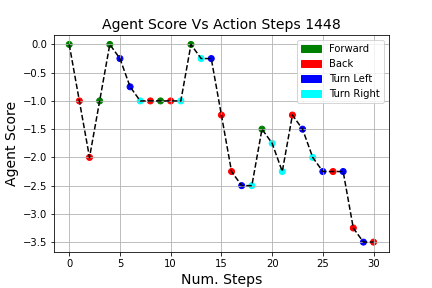 Agent Score Vs Action Steps 1448
Forward
Back
Turn Left
Turn Right
Agent Score
0.0
−0.5
−1.0
−1.5
−2.0
−2.5
−3.0
−3.5
0 5 10 15 20 25 30
Num. Steps